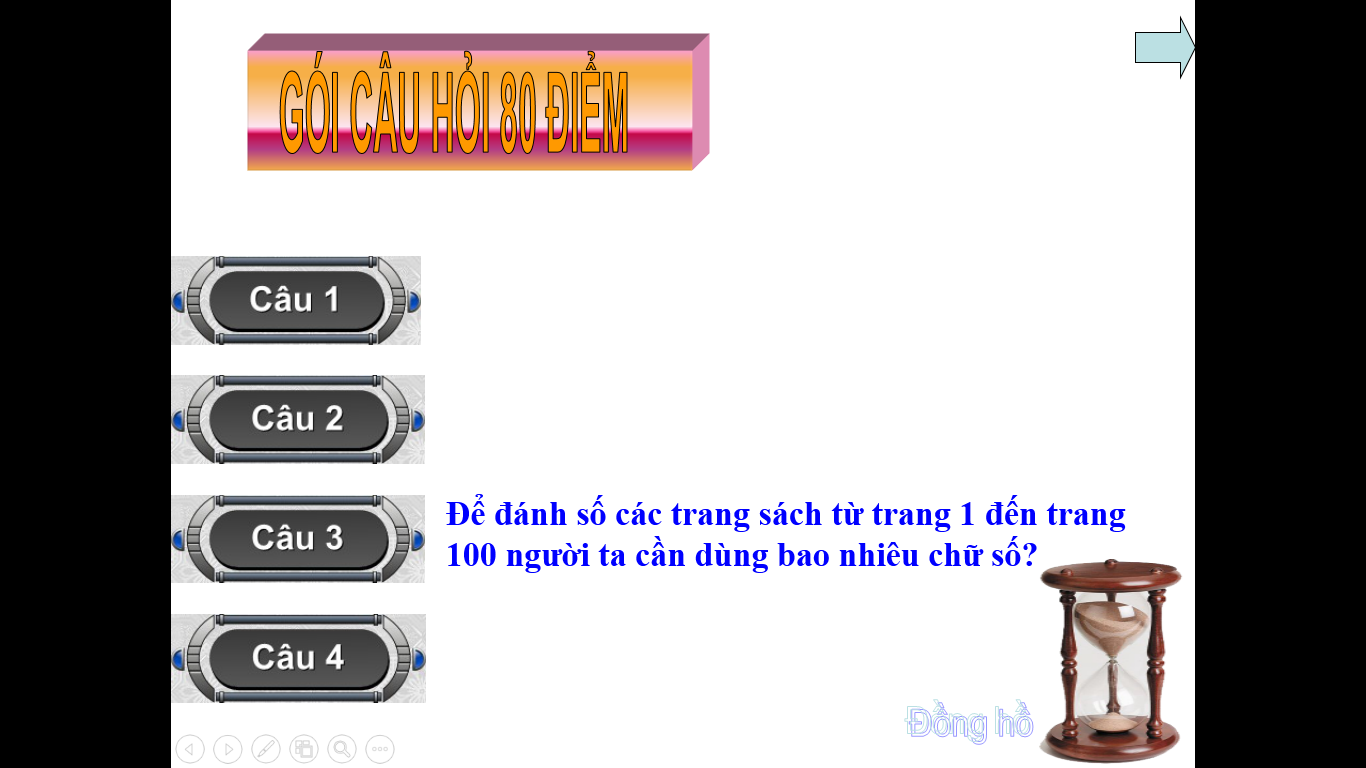 GÓI CÂU HỎI 80 ĐIỂM
Câu 1
Câu 2
Câu 3
Để đánh số các trang sách từ trang 1 đến trang
100 người ta cần dùng bao nhiêu chữ số?
Câu 4
Đồng hồ